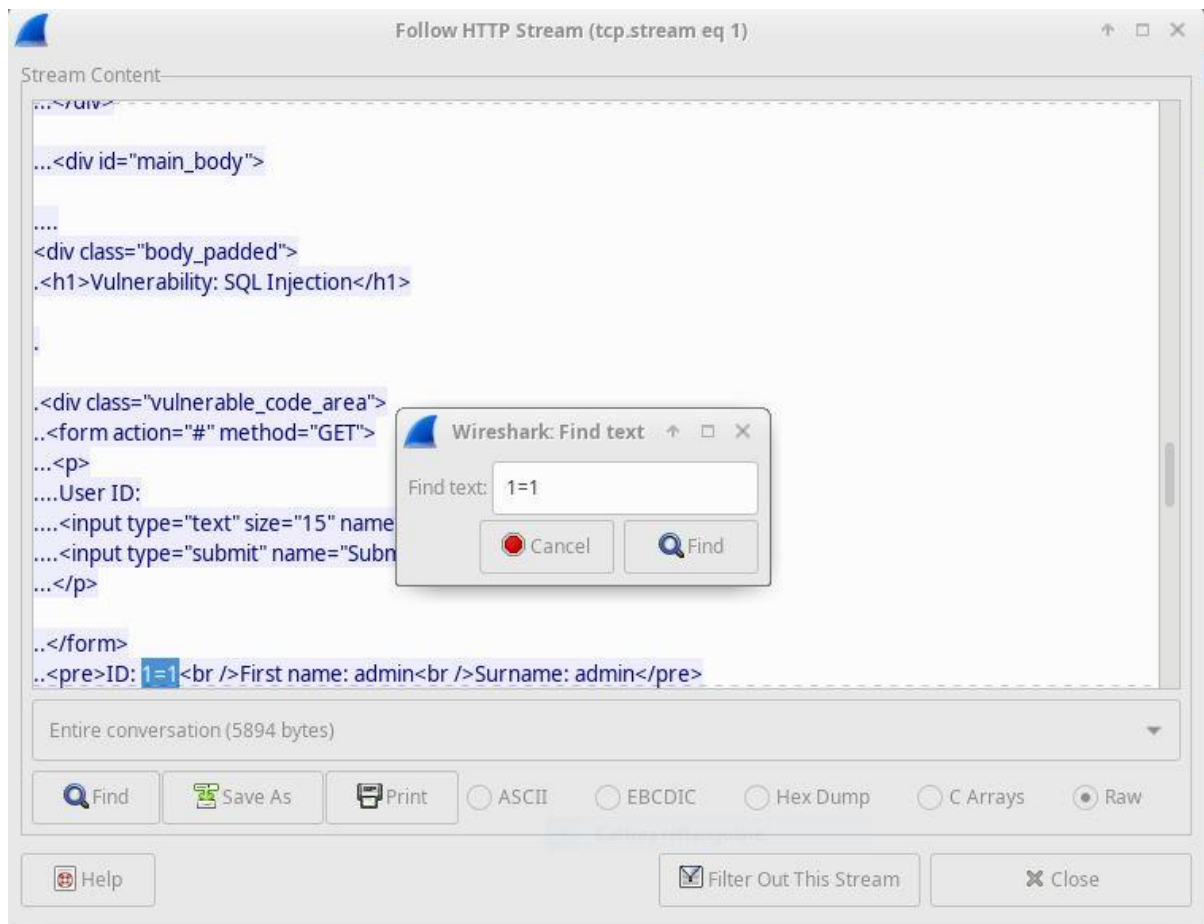 Follow HTTP Stream (tcp.stream eq 1)
Stream Content
...</div>
...<div id="main_body">
....
<div class="body_padded">
.<h1>Vulnerability: SQL Injection</h1>
.
.<div class="vulnerable_code_area">
..<form action="#" method="GET">
...<p>
....User ID:
....<input type="text" size="15" name
....<input type="submit" name="Subm
...</p>
..</form>
..<pre>ID: 1=1<br />First name: admin<br />Surname: admin</pre>
Wireshark: Find text
Find text: 1=1
Cancel Find
Entire conversation (5894 bytes)
Find Save As Print ASCII EBCDIC Hex Dump C Arrays Raw
Help Filter Out This Stream Close